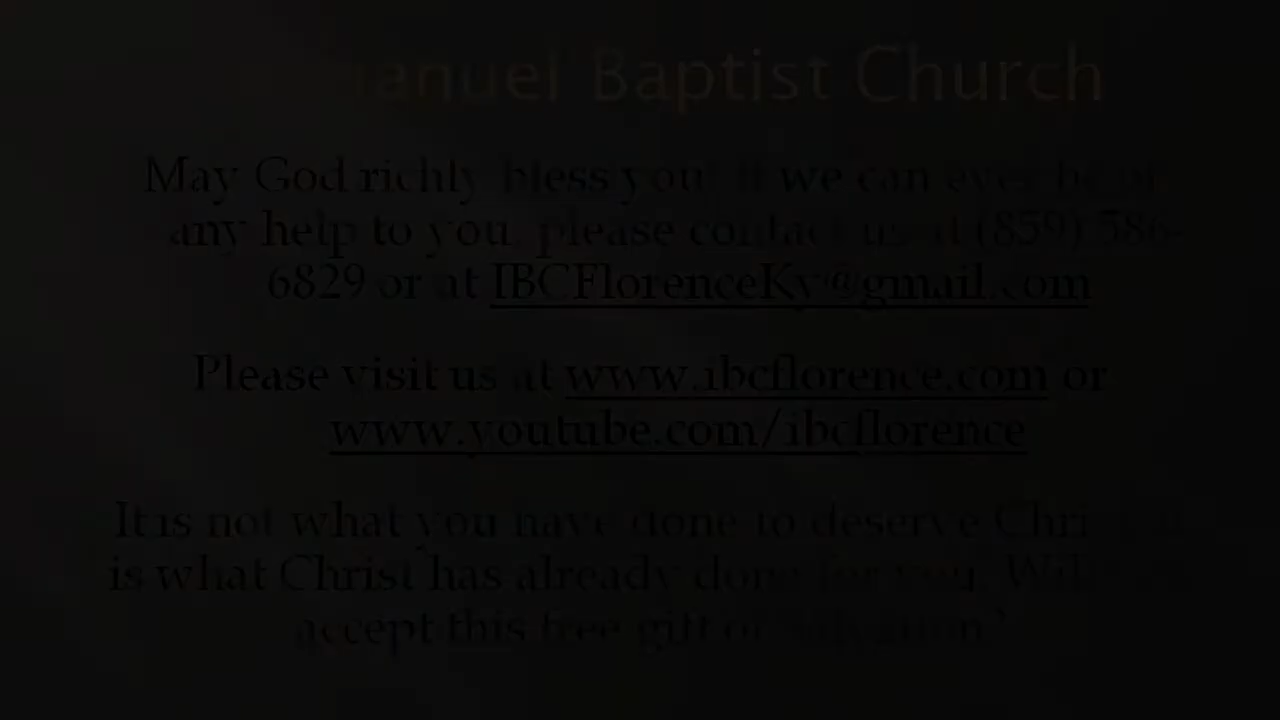 manuel Baptist Church
May God richly bless you! If we can ever be of
any help to you, please contact us at (859) 586-
6829 or at IBCFlorenceKy@gmail.com
Please visit us at www.ibcflorence.com or
www.youtube.com/ibcflorence
It is not what you have done to deserve Christ, it
is what Christ has already done for you. Will
accept this free gift of Salvation?